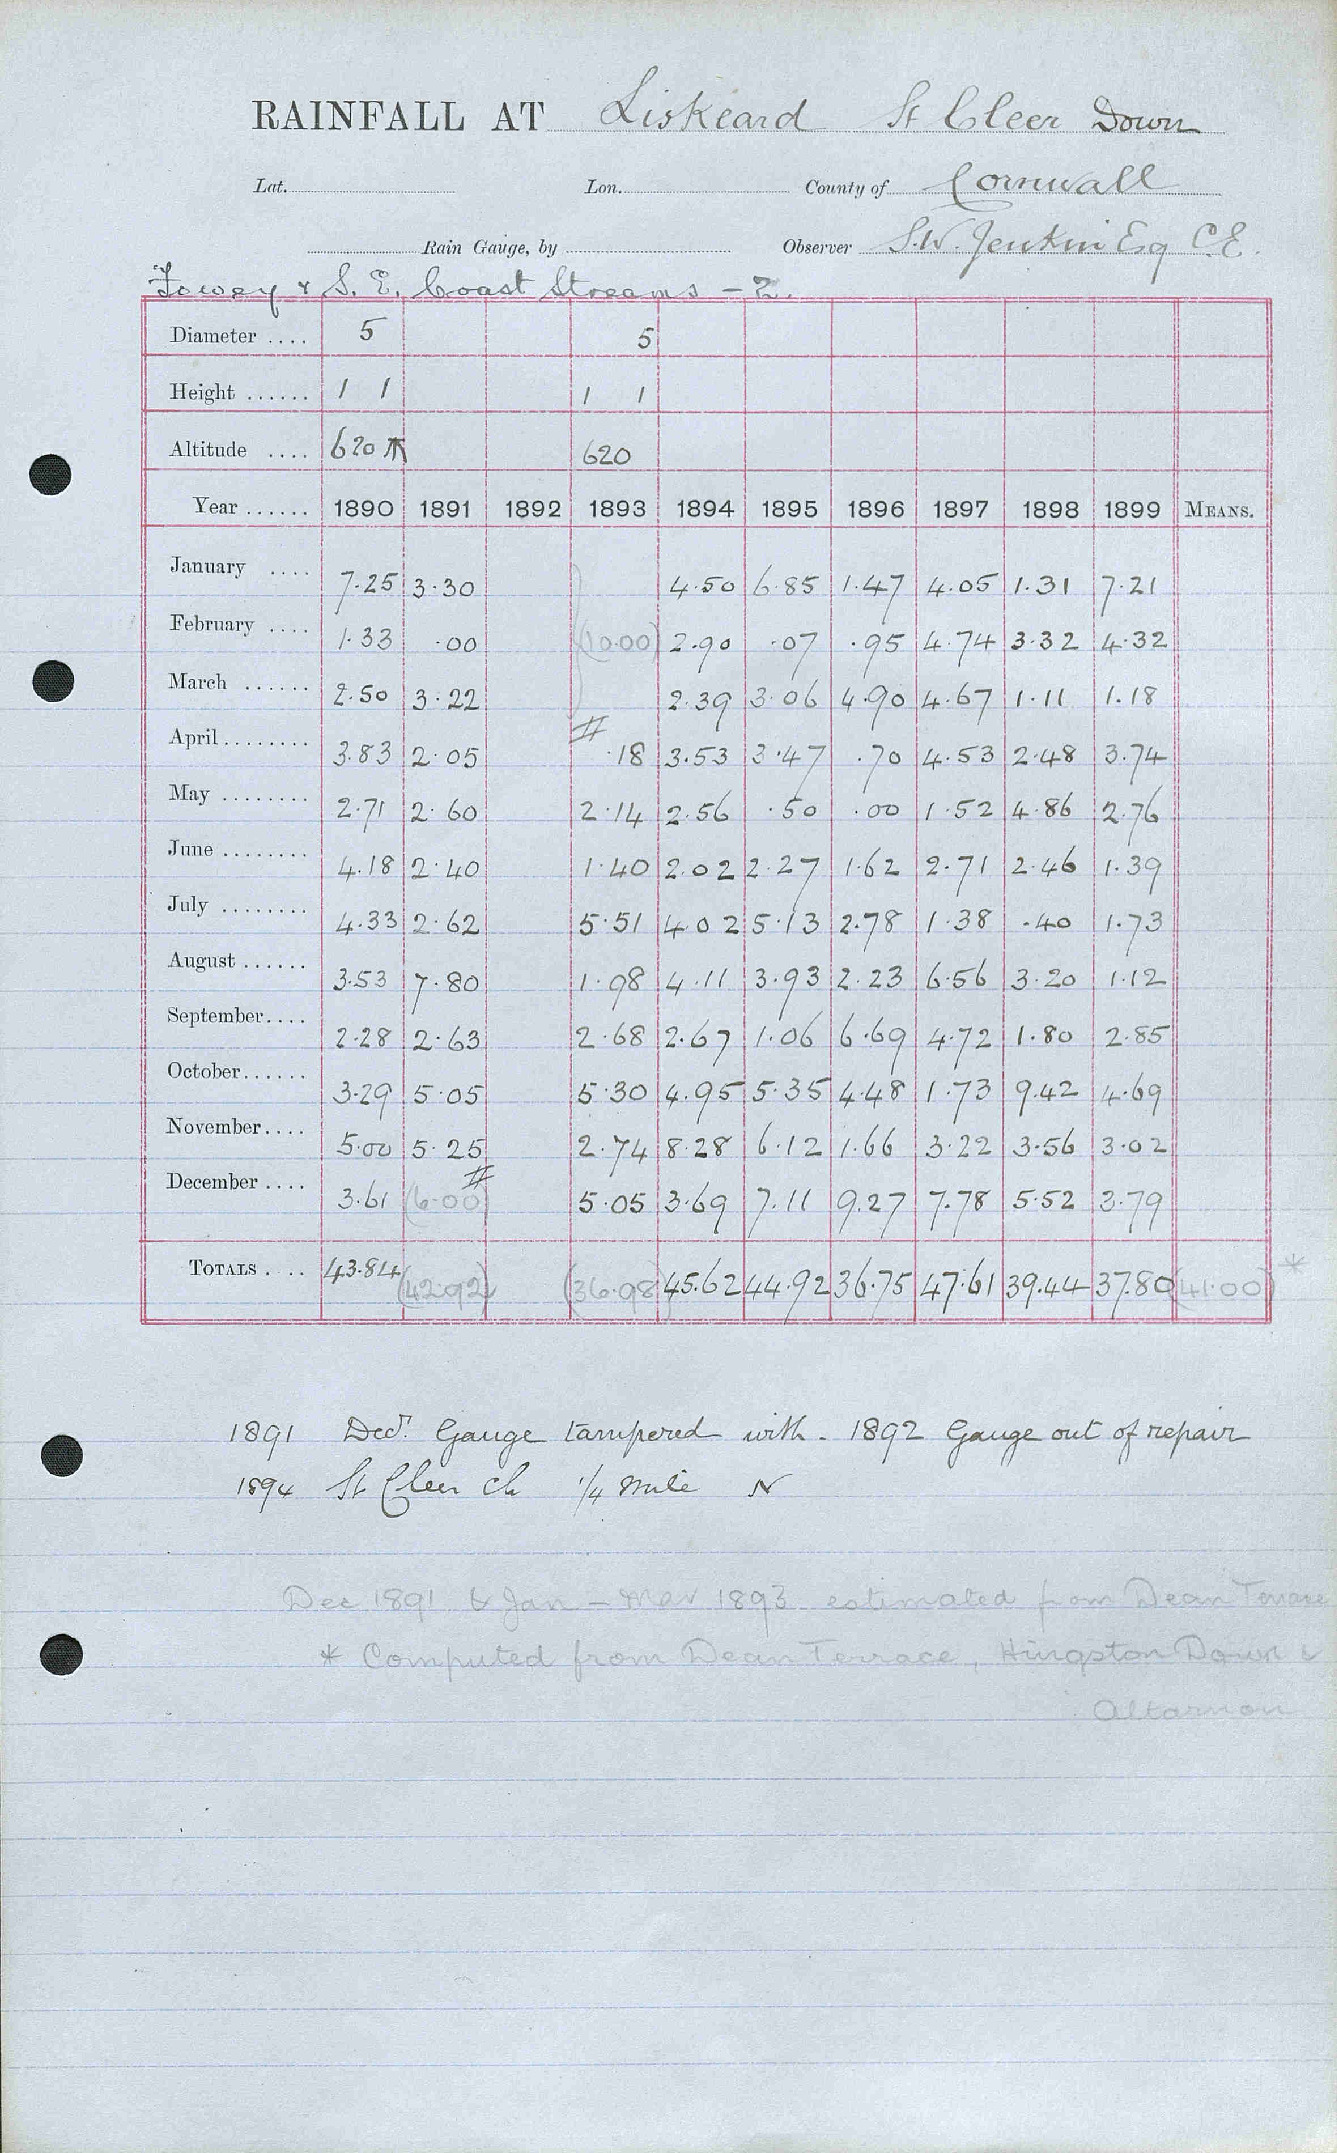 RAINFALL AT Liskeard St Cleer Down
Lat. Lon. County of Cornwall
Rain Gauge, by Observer S.W. Jenkin Esq C.E.
Fowey & S. E. Coast Streams - 2.
Diameter .... 5 5
Height ...... 1 1 1 1
Altitude .... 620 620
Year ...... 1890 1891 1892 1893 1894 1895 1896 1897 1898 1899 MEANS.
January .... 7.25 3.30 4.50 6.85 1.47 4.05 1.31 7.21
February .... 1.33 .00 (10.00) 2.90 .07 .95 4.74 3.32 4.32
March ...... 2.50 3.22 2.39 3.06 4.90 4.67 1.11 1.18
April ........ 3.83 2.05 # .18 3.53 3.47 .70 4.53 2.48 3.74
May ........ 2.71 2.60 2.14 2.56 .50 .00 1.52 4.86 2.76
June ........ 4.18 2.40 1.40 2.02 2.27 1.62 2.71 2.46 1.39
July ........ 4.33 2.62 5.51 4.02 5.13 2.78 1.38 .40 1.73
August ...... 3.53 7.80 1.98 4.11 3.93 2.23 6.56 3.20 1.12
September.... 2.28 2.63 2.68 2.67 1.06 6.69 4.72 1.80 2.85
October...... 3.29 5.05 5.30 4.95 5.35 4.48 1.73 9.42 4.69
November.... 5.00 5.25 2.74 8.28 6.12 1.66 3.22 3.56 3.02
December .... 3.61 (6.00) # 5.05 3.69 7.11 9.27 7.78 5.52 3.79
TOTALS .... 43.84 (42.92) (36.98) 45.62 44.92 36.75 47.61 39.44 37.80 (41.00) *
1891 Decr. Gauge tampered with. 1892 Gauge out of repair
1894 St Cleer Ch 1/4 mile N
Dec 1891 & Jan - Mar 1893 estimated from Dean Terrace
* Computed from Dean Terrace, Hingston Down &
Altarnon